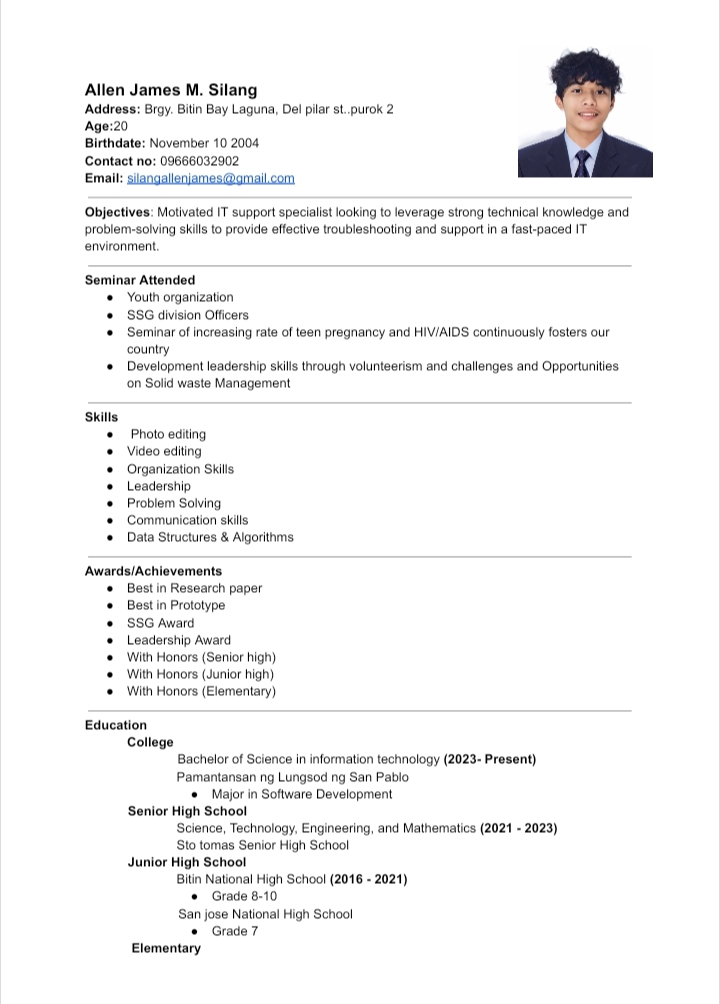 Allen James M. Silang
Address: Brgy. Bitin Bay Laguna, Del pilar st..purok 2
Age:20
Birthdate: November 10 2004
Contact no: 09666032902
Email: silangallenjames@gmail.com
Objectives: Motivated IT support specialist looking to leverage strong technical knowledge and
problem-solving skills to provide effective troubleshooting and support in a fast-paced IT
environment.
Seminar Attended
● Youth organization
● SSG division Officers
● Seminar of increasing rate of teen pregnancy and HIV/AIDS continuously fosters our
country
● Development leadership skills through volunteerism and challenges and Opportunities
on Solid waste Management
Skills
● Photo editing
● Video editing
● Organization Skills
● Leadership
● Problem Solving
● Communication skills
● Data Structures & Algorithms
Awards/Achievements
● Best in Research paper
● Best in Prototype
● SSG Award
● Leadership Award
● With Honors (Senior high)
● With Honors (Junior high)
● With Honors (Elementary)
Education
College
Bachelor of Science in information technology (2023- Present)
Pamantansan ng Lungsod ng San Pablo
● Major in Software Development
Senior High School
Science, Technology, Engineering, and Mathematics (2021 - 2023)
Sto tomas Senior High School
Junior High School
Bitin National High School (2016 - 2021)
● Grade 8-10
San jose National High School
● Grade 7
Elementary